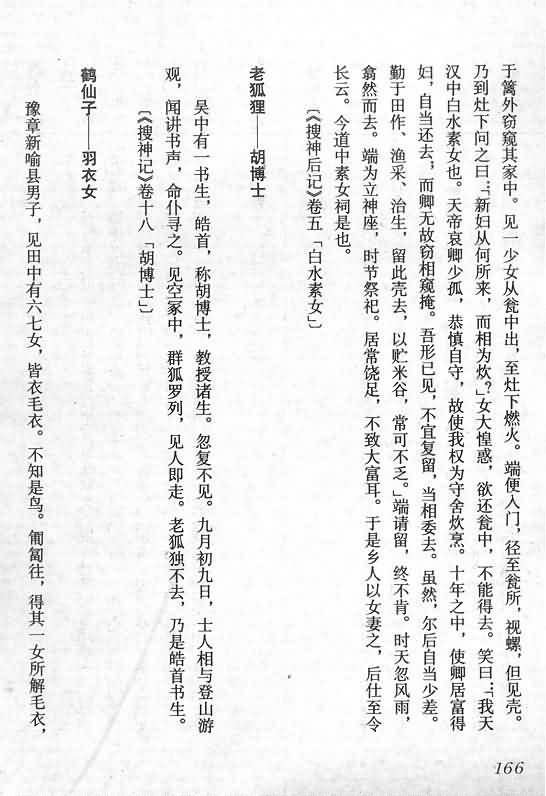 于篱外窃窥其家中。见一少女从瓮中出，至灶下燃火。端便入门，径至瓮所，视螺，但见壳。
乃到灶下问之曰：“新妇从何所来，而相为炊？”女大惶惑，欲还瓮中，不能得去。笑曰：“我天
汉中白水素女也。天帝哀卿少孤，恭慎自守，故使我权为守舍炊烹。十年之中，使卿居富得
妇，自当还去；而卿无故窃相窥掩。吾形已见，不宜复留，当相委去。虽然，尔后自当少差。
勤于田作、渔采、治生，留此壳去，以贮米谷，常可不乏。”端请留，终不肯。时天忽风雨，
翕然而去。端为立神座，时节祭祀。居常饶足，不致大富耳。于是乡人以女妻之，后仕至令
长云。今道中素女祠是也。
〔《搜神后记》卷五「白水素女」〕
老狐狸——胡博士
吴中有一书生，皓首，称胡博士，教授诸生。忽复不见。九月初九日，士人相与登山游
观，闻讲书声，命仆寻之。见空冢中，群狐罗列，见人即走。老狐独不去，乃是皓首书生。
〔《搜神记》卷十八「胡博士」〕
鹤仙子——羽衣女
豫章新喻县男子，见田中有六七女，皆衣毛衣。不知是鸟。匍匐往，得其一女所解毛衣，
166